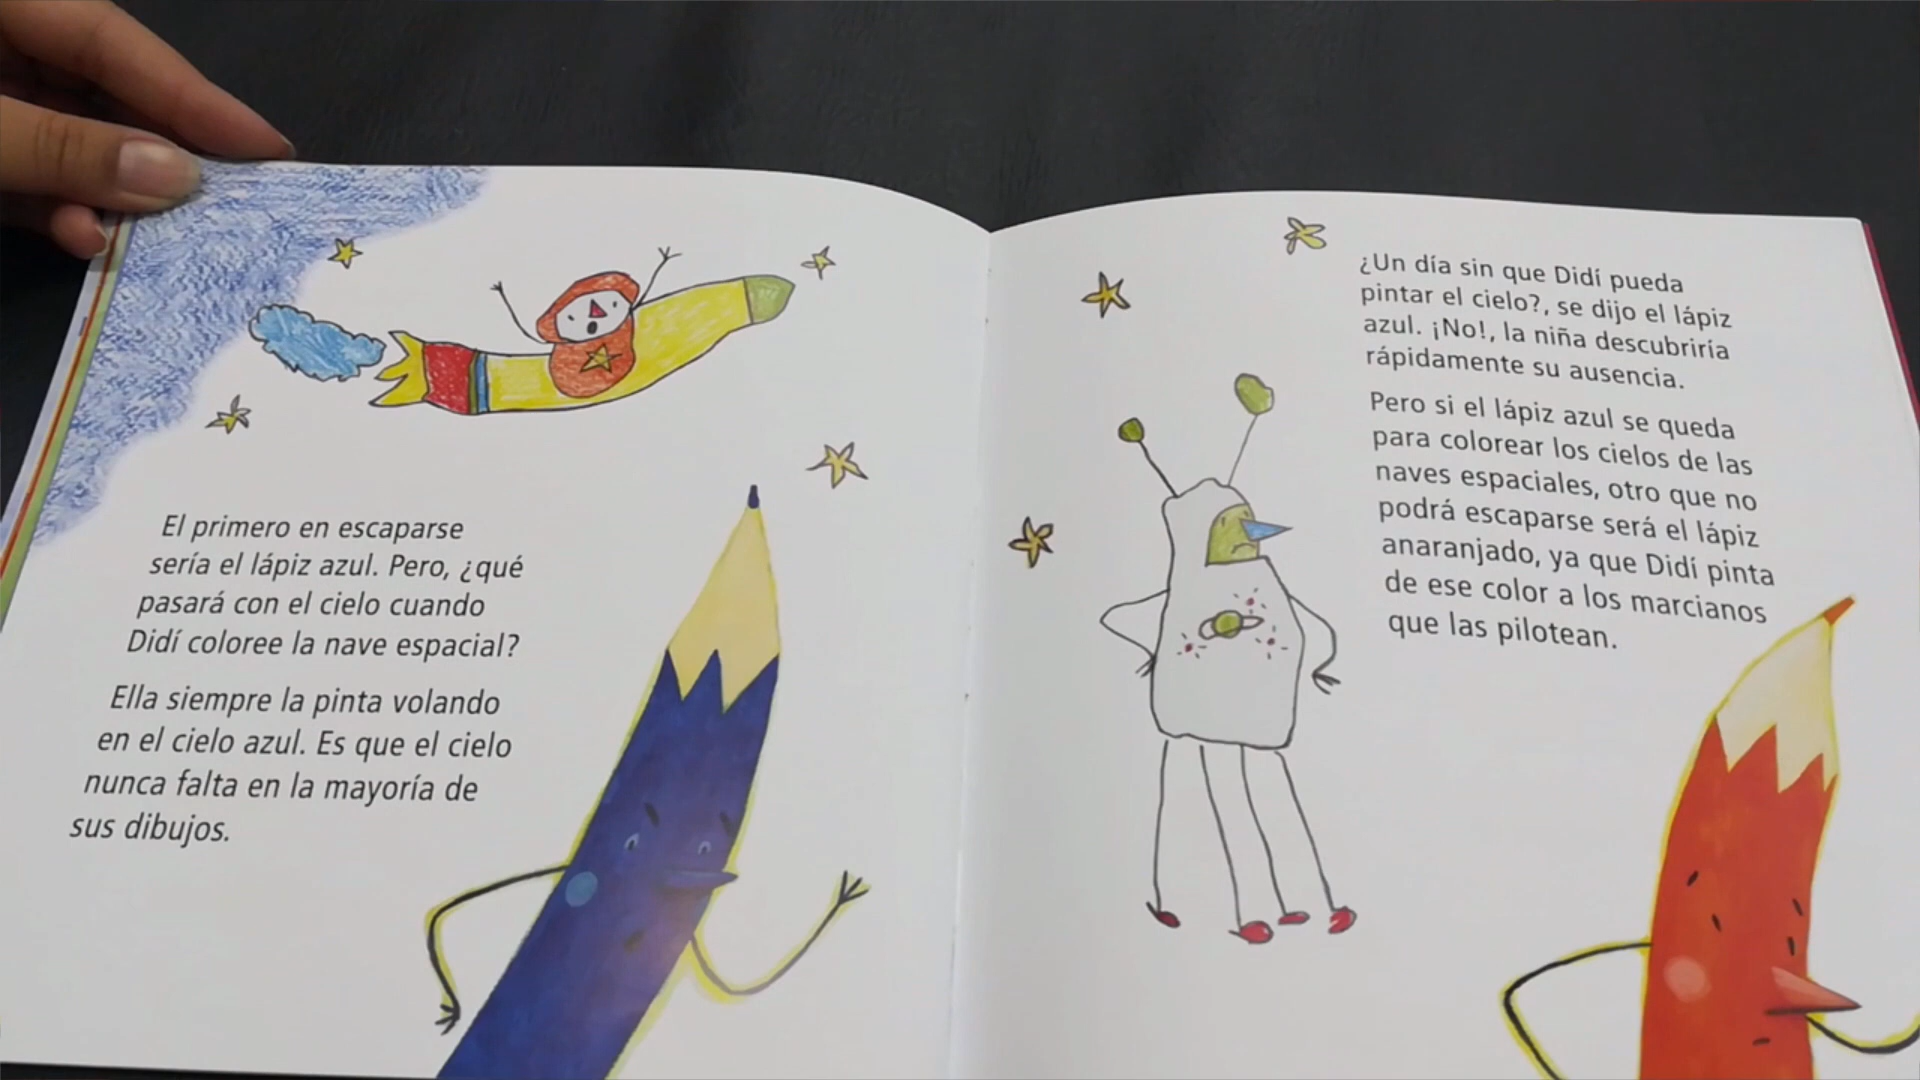 El primero en escaparse
sería el lápiz azul. Pero, ¿qué
pasará con el cielo cuando
Didí coloree la nave espacial?
Ella siempre la pinta volando
en el cielo azul. Es que el cielo
nunca falta en la mayoría de
sus dibujos.
¿Un día sin que Didí pueda
pintar el cielo?, se dijo el lápiz
azul. ¡No!, la niña descubriría
rápidamente su ausencia.
Pero si el lápiz azul se queda
para colorear los cielos de las
naves espaciales, otro que no
podrá escaparse será el lápiz
anaranjado, ya que Didí pinta
de ese color a los marcianos
que las pilotean.